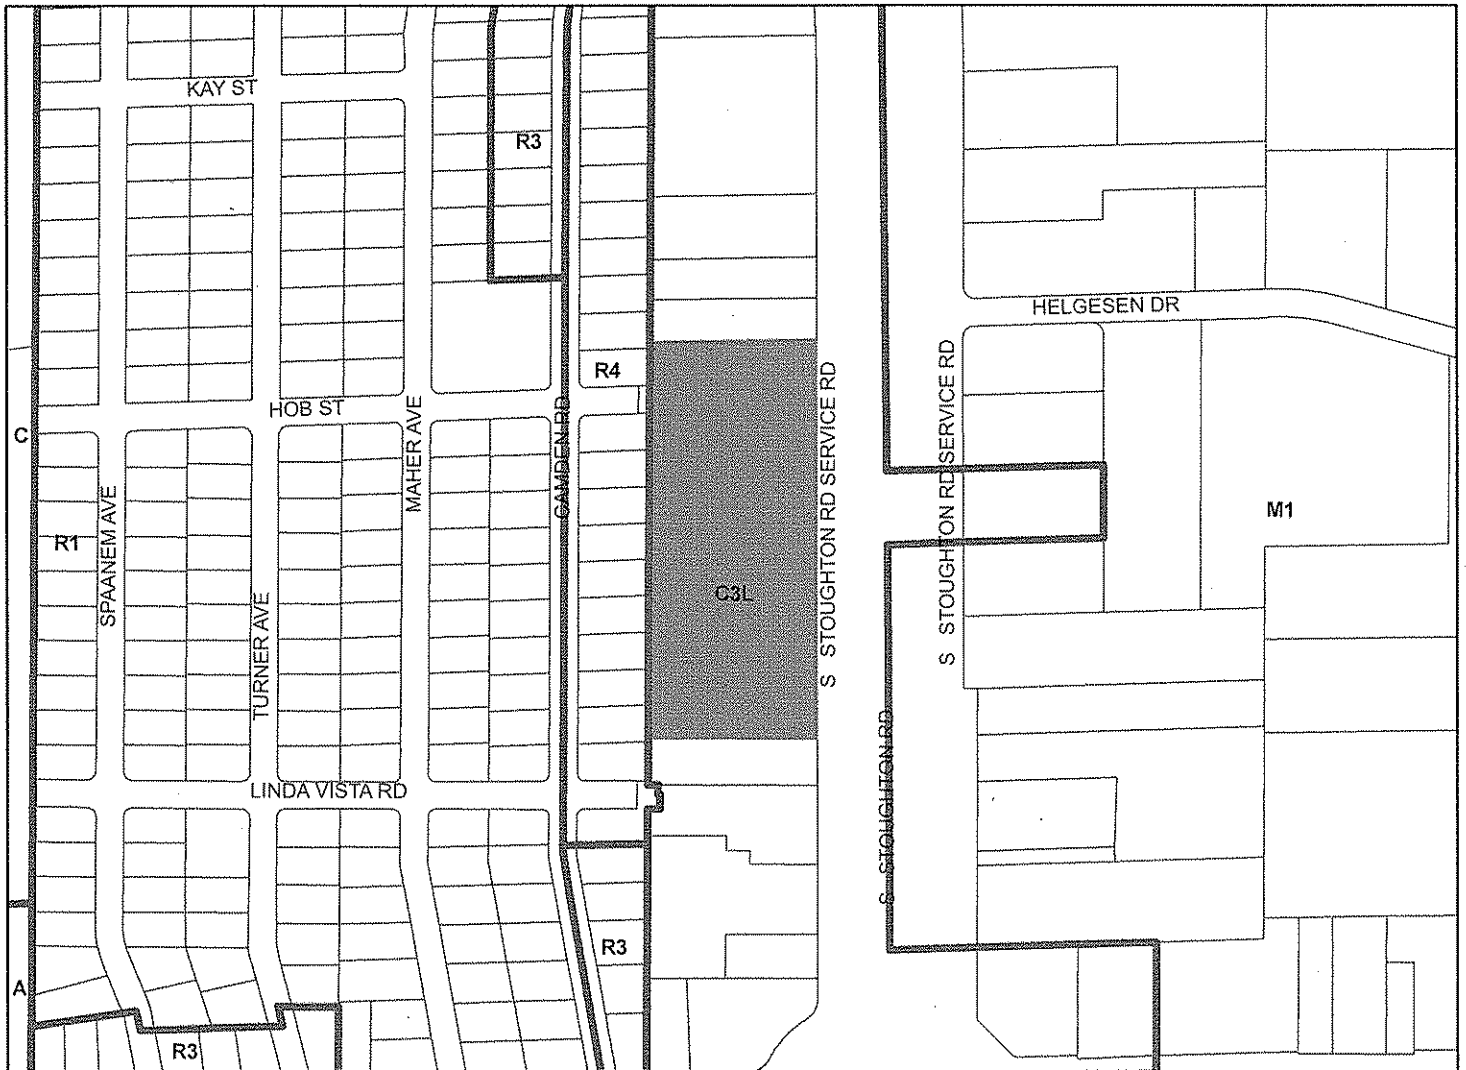 KAY ST
R3
HELGESEN DR
R4
HOB ST
C
MAHER AVE
CAMDEN RD
S STOUGHTON RD SERVICE RD
S STOUGHTON RD SERVICE RD
R1
SPAANEM AVE
M1
C3L
TURNER AVE
LINDA VISTA RD
S STOUGHTON RD
R3
A
R3